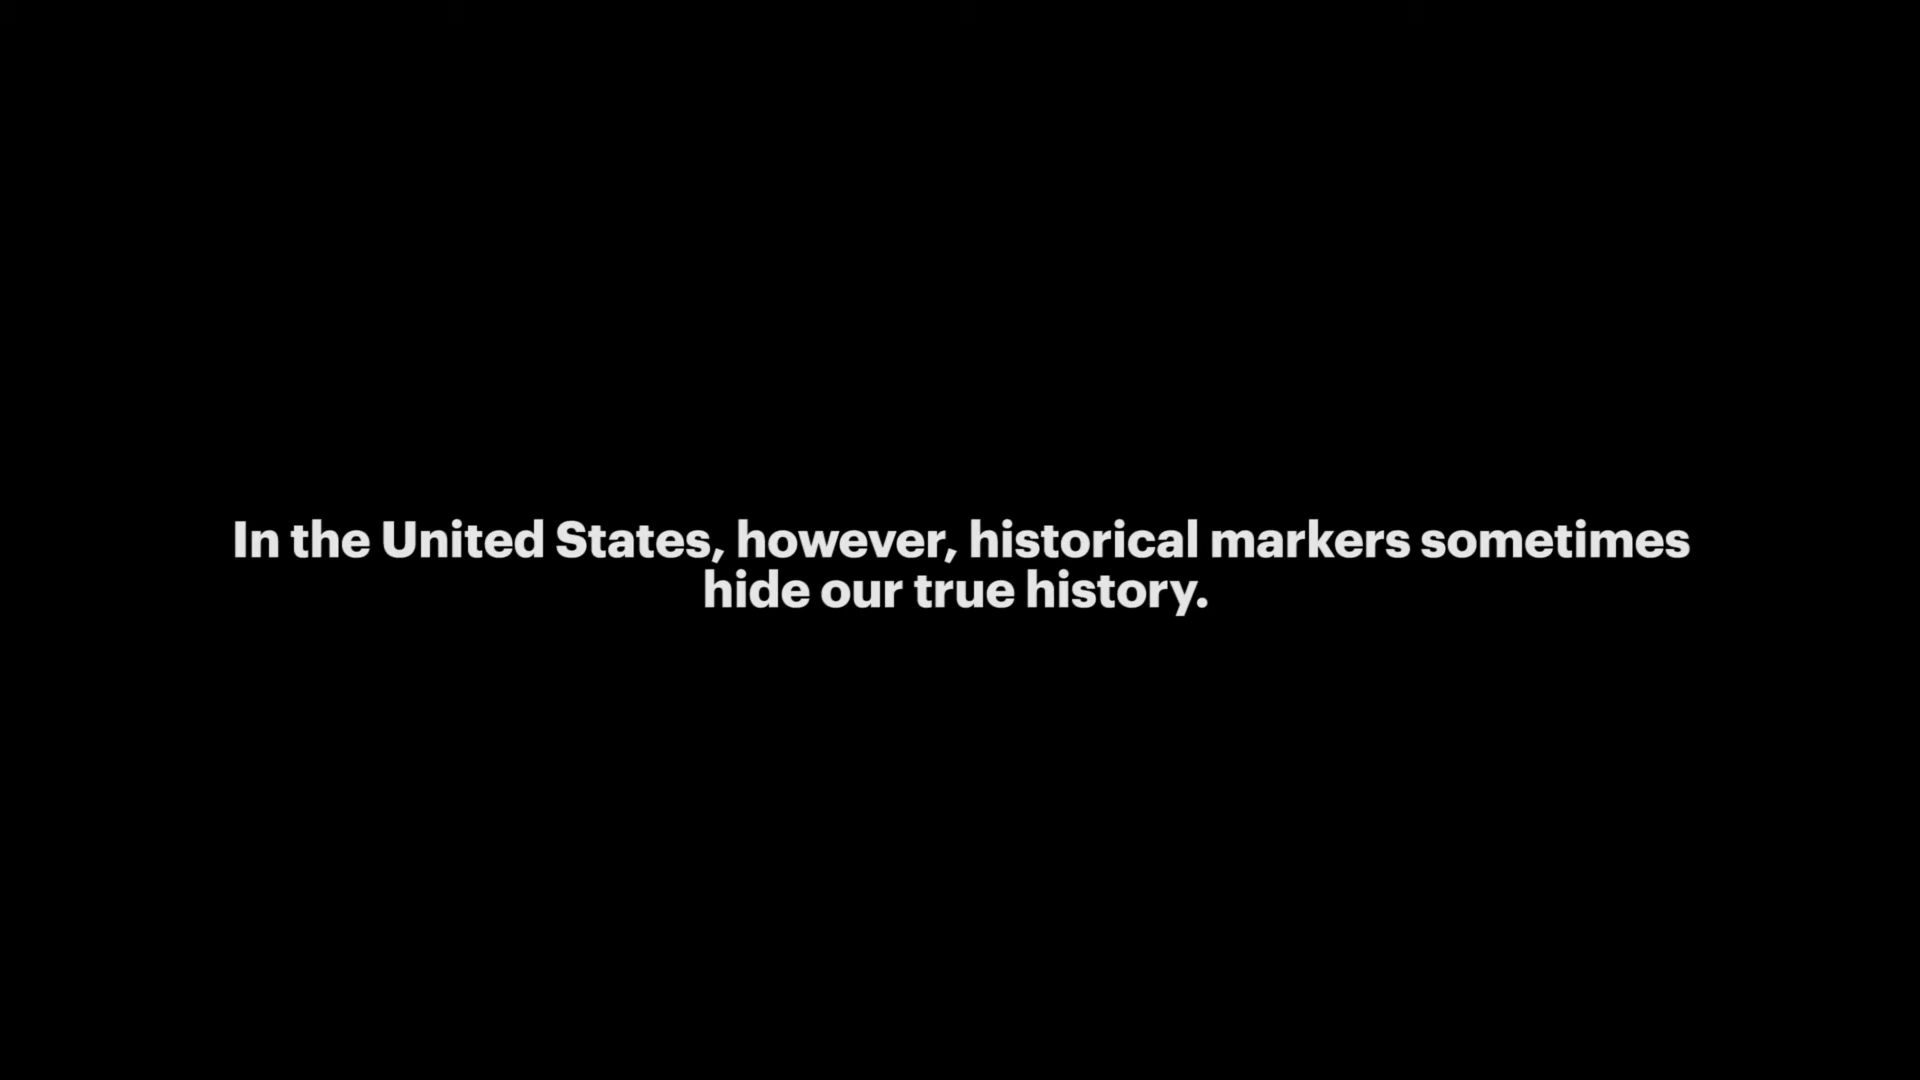 In the United States, however, historical markers sometimes
hide our true history.